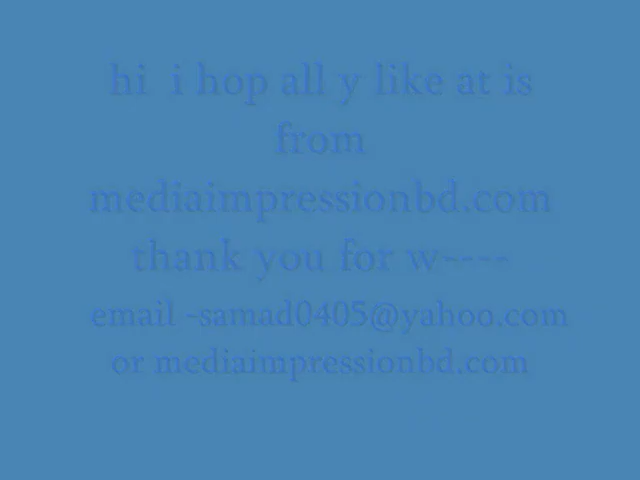 hi i hop all y like at is
from
mediaimpressionbd.com
thank you for w----
email -samad0405@yahoo.com
or mediaimpressionbd.com